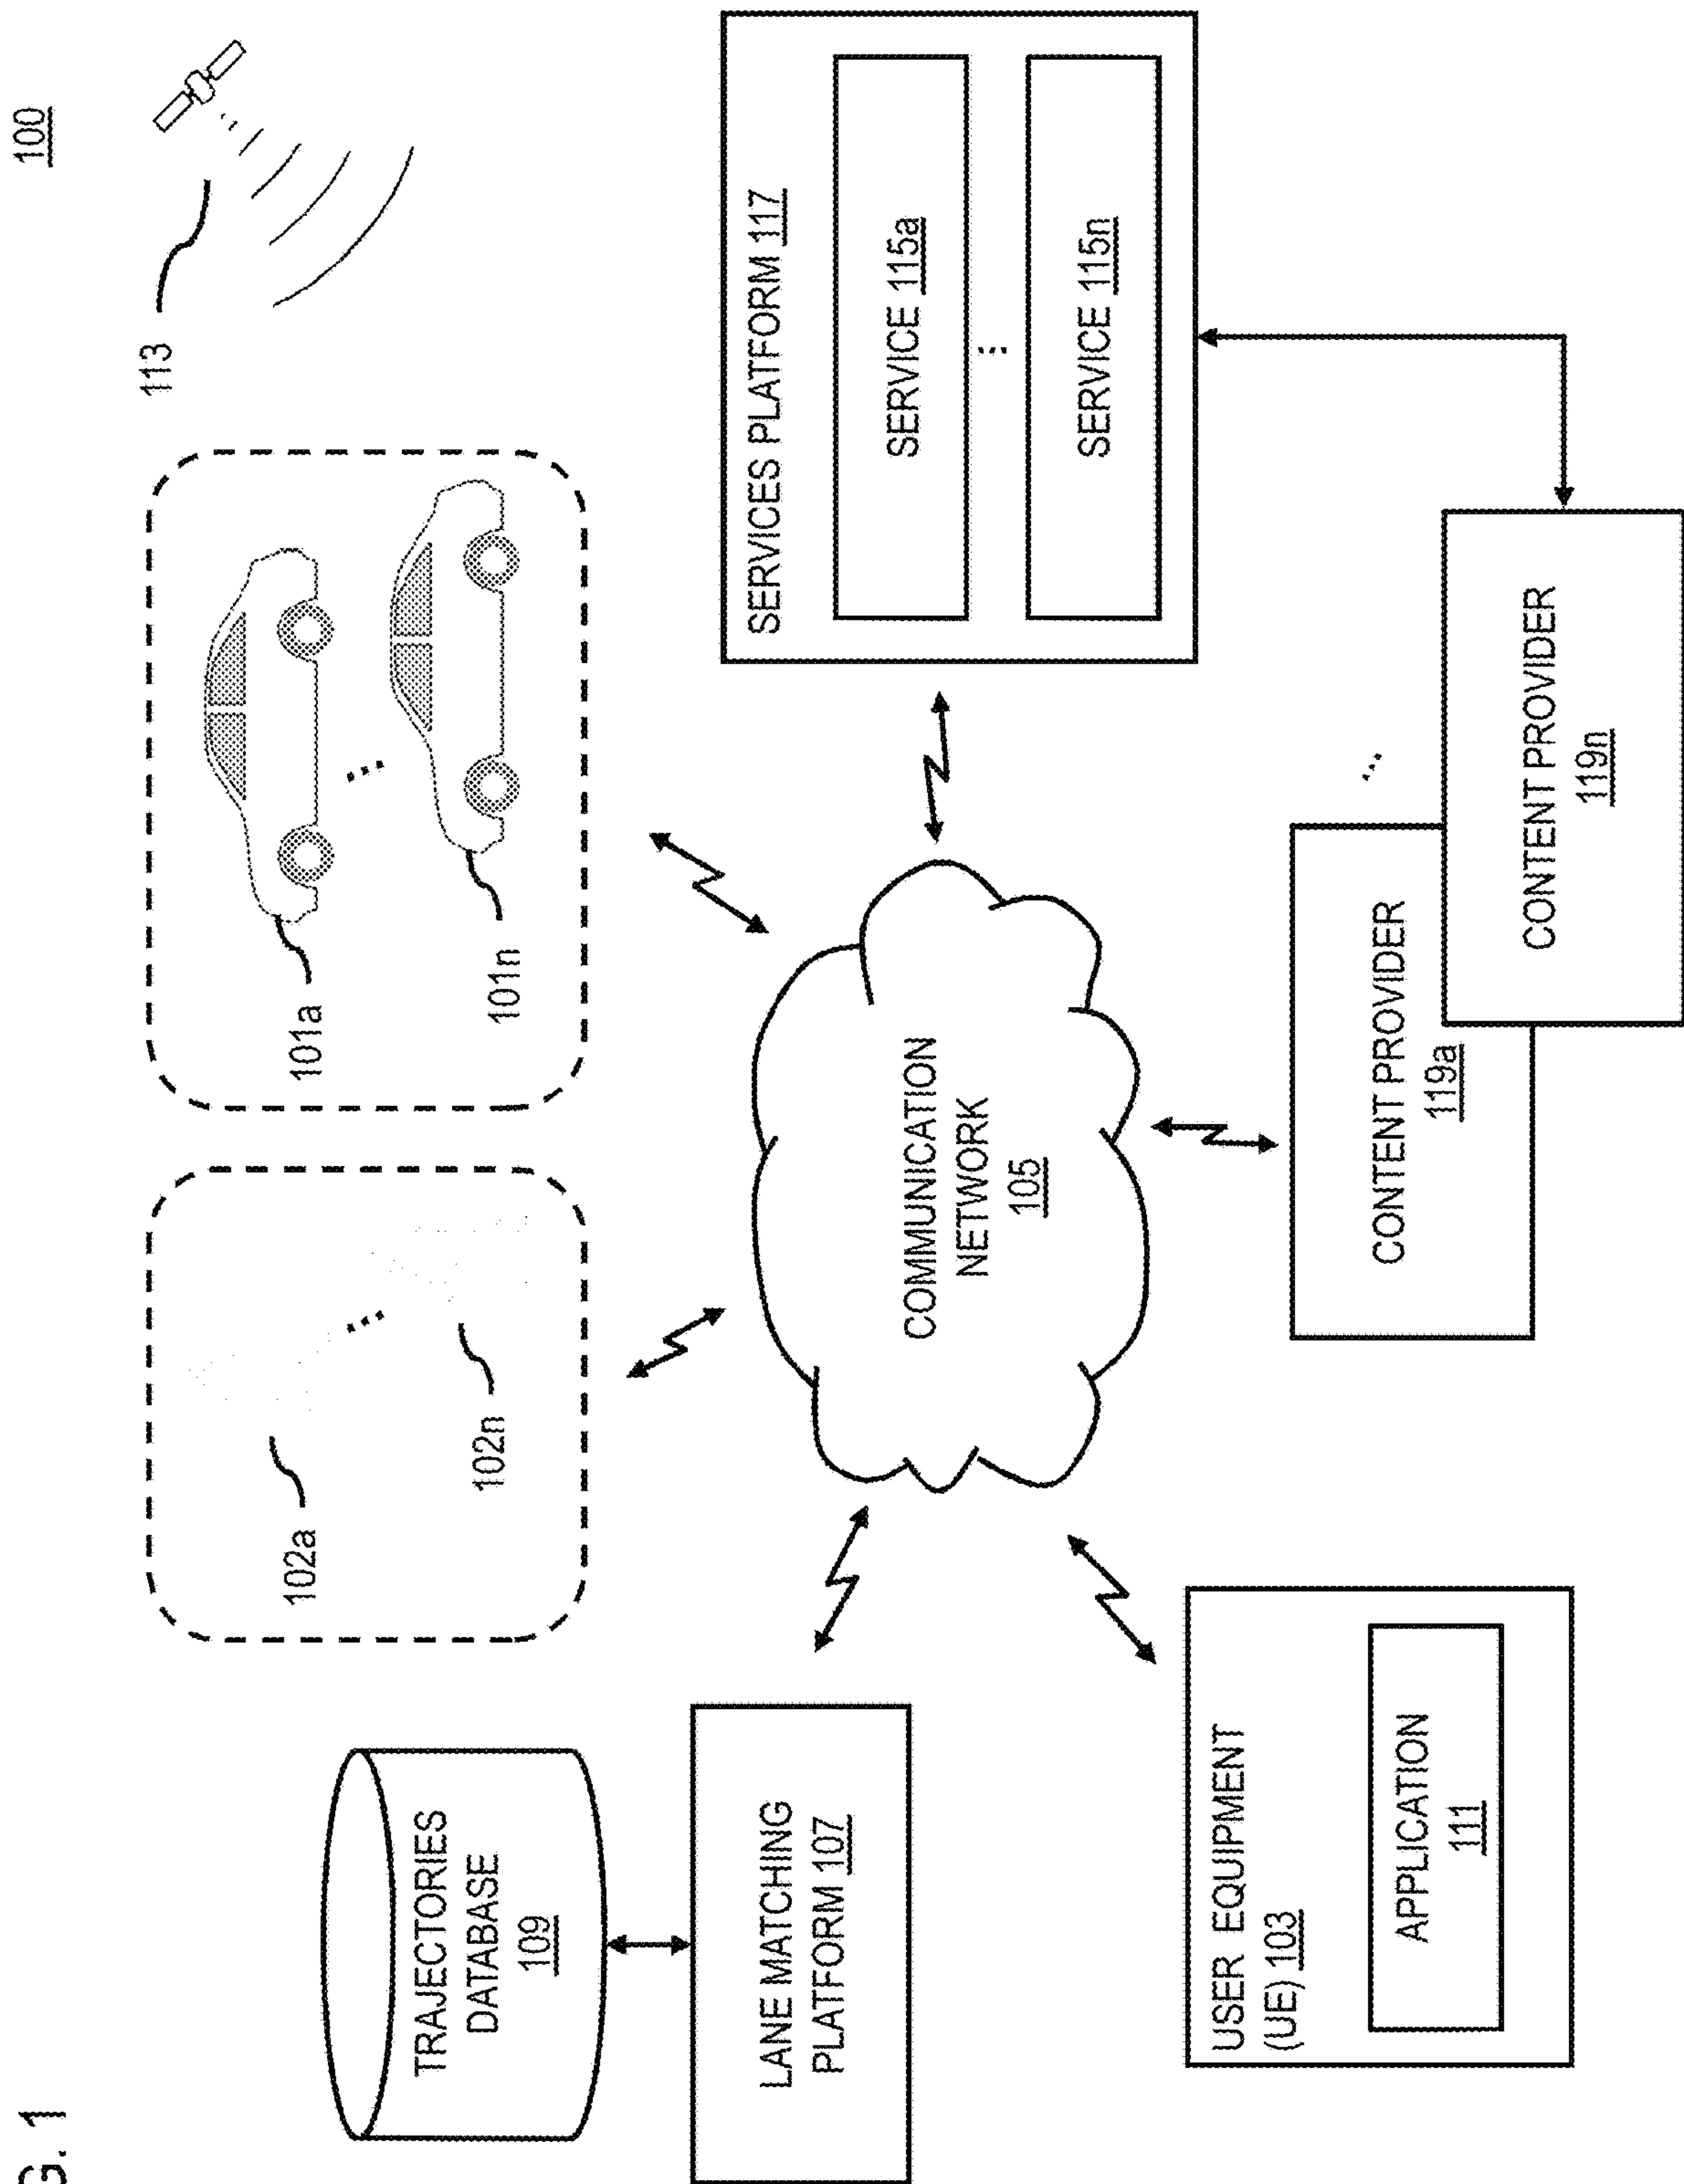 G. 1
100
TRAJECTORIES
DATABASE
109
LANE MATCHING
PLATFORM 107
102a
102n
101a
101n
113
COMMUNICATION
NETWORK
105
SERVICES PLATFORM 117
SERVICE 115a
...
SERVICE 115n
USER EQUIPMENT
(UE) 103
APPLICATION
111
CONTENT PROVIDER
119a
...
CONTENT PROVIDER
119n